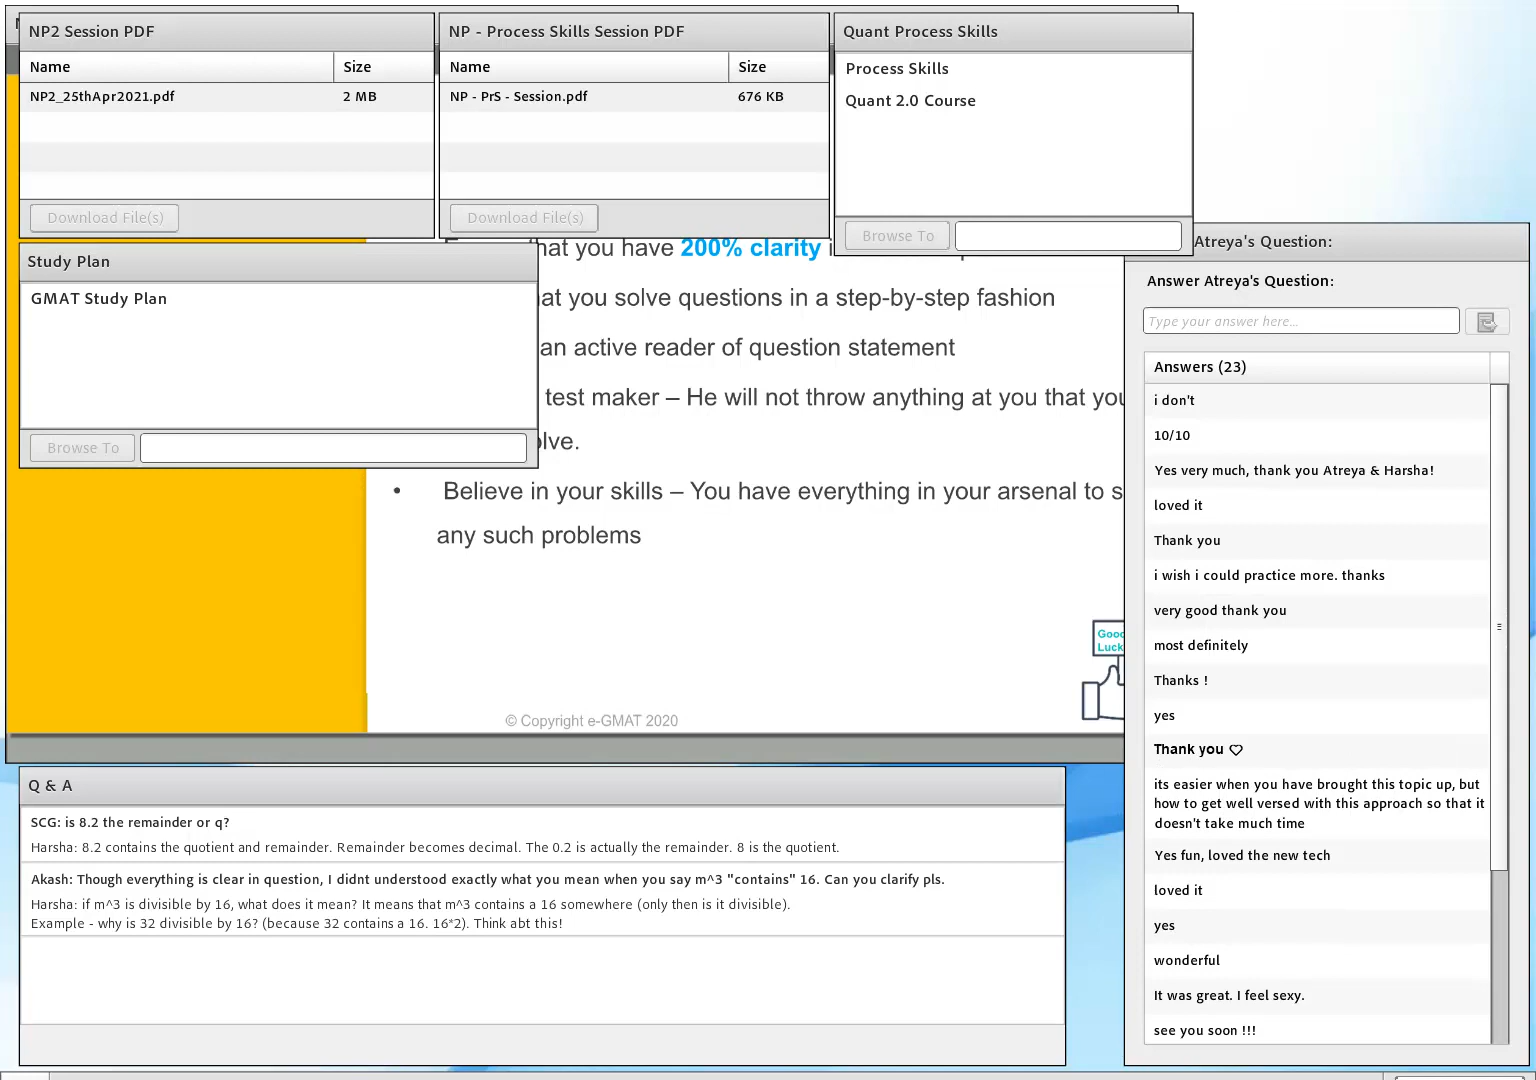 NP2 Session PDF
Name Size
NP2_25thApr2021.pdf 2 MB
Download File(s)
NP - Process Skills Session PDF
Name Size
NP - PrS - Session.pdf 676 KB
Download File(s)
Quant Process Skills
Process Skills
Quant 2.0 Course
Browse To
Study Plan
GMAT Study Plan
Browse To
that you have 200% clarity
at you solve questions in a step-by-step fashion
an active reader of question statement
test maker – He will not throw anything at you that you
olve.
• Believe in your skills – You have everything in your arsenal to s
any such problems
Good
Luck
© Copyright e-GMAT 2020
Atreya's Question:
Answer Atreya's Question:
Type your answer here...
Answers (23)
i don't
10/10
Yes very much, thank you Atreya & Harsha!
loved it
Thank you
i wish i could practice more. thanks
very good thank you
most definitely
Thanks !
yes
Thank you ♡
its easier when you have brought this topic up, but
how to get well versed with this approach so that it
doesn't take much time
Yes fun, loved the new tech
loved it
yes
wonderful
It was great. I feel sexy.
see you soon !!!
Q & A
SCG: is 8.2 the remainder or q?
Harsha: 8.2 contains the quotient and remainder. Remainder becomes decimal. The 0.2 is actually the remainder. 8 is the quotient.
Akash: Though everything is clear in question, I didnt understood exactly what you mean when you say m^3 "contains" 16. Can you clarify pls.
Harsha: if m^3 is divisible by 16, what does it mean? It means that m^3 contains a 16 somewhere (only then is it divisible).
Example - why is 32 divisible by 16? (because 32 contains a 16. 16*2). Think abt this!